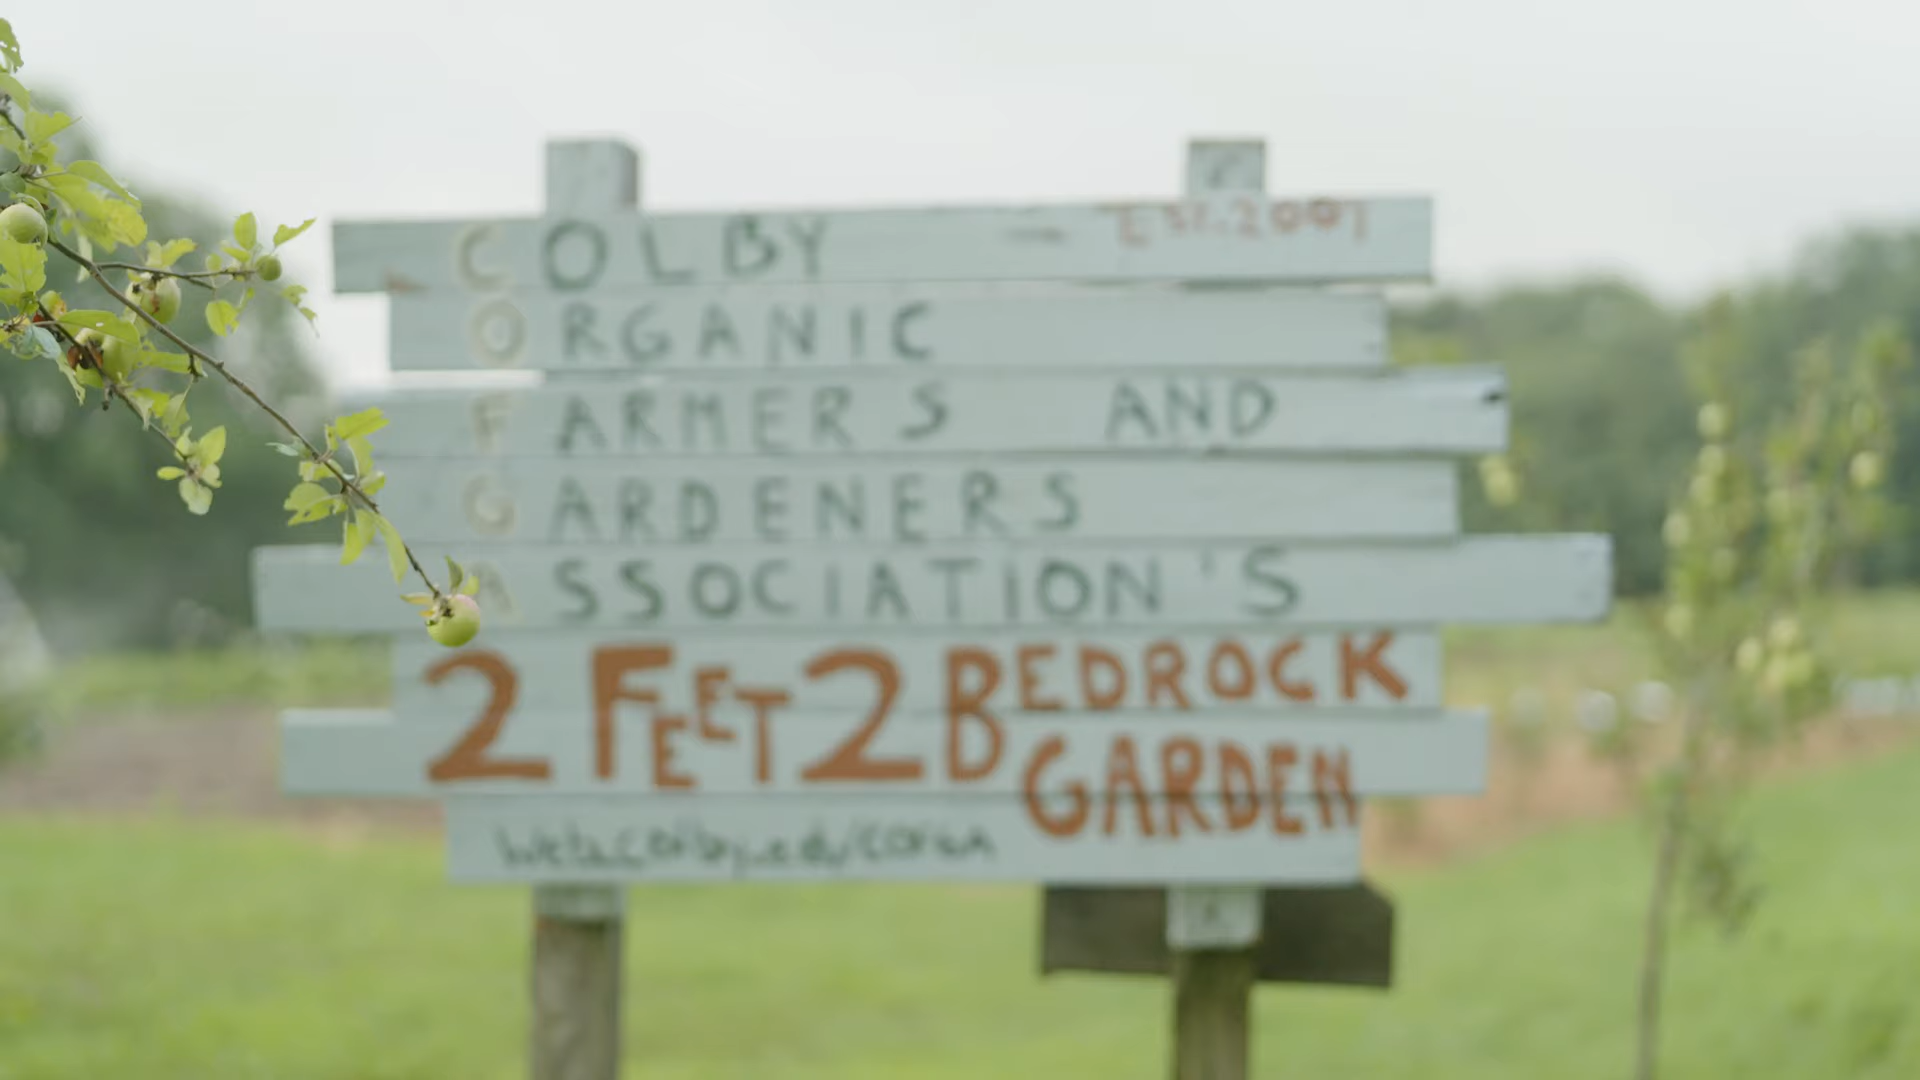 COLBY — EST. 2001
ORGANIC
FARMERS AND
GARDENERS
ASSOCIATION'S
2 FEET 2 BEDROCK
GARDEN